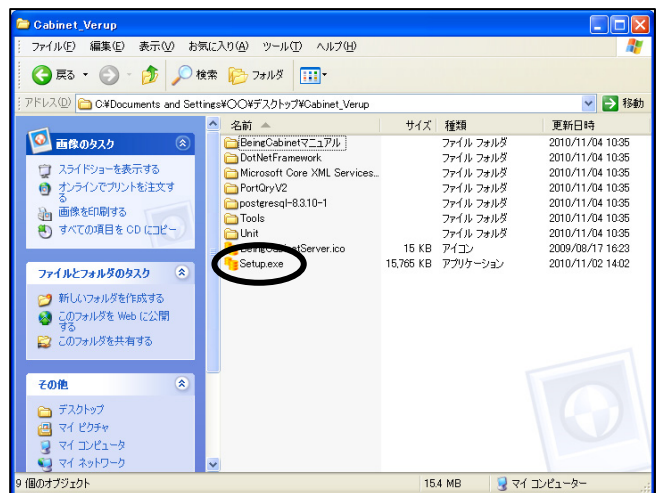 Cabinet_Verup
ファイル(F) 編集(E) 表示(V) お気に入り(A) ツール(T) ヘルプ(H)
戻る 検索 フォルダ
アドレス(D) C:¥Documents and Settings¥○○¥デスクトップ¥Cabinet_Verup 移動
画像のタスク
スライドショーを表示する
オンラインでプリントを注文す
る
画像を印刷する
すべての項目を CD にコピー
ファイルとフォルダのタスク
新しいフォルダを作成する
このフォルダを Web に公開
する
このフォルダを共有する
その他
デスクトップ
マイ ピクチャ
マイ コンピュータ
マイ ネットワーク
名前 サイズ 種類 更新日時
BeingCabinetマニュアル ファイル フォルダ 2010/11/04 10:35
DotNetFramework ファイル フォルダ 2010/11/04 10:35
Microsoft Core XML Services... ファイル フォルダ 2010/11/04 10:35
PortQryV2 ファイル フォルダ 2010/11/04 10:35
postgresql-8.3.10-1 ファイル フォルダ 2010/11/04 10:35
Tools ファイル フォルダ 2010/11/04 10:35
Unit ファイル フォルダ 2010/11/04 10:35
BeingCabinetServer.ico 15 KB アイコン 2009/08/17 16:23
Setup.exe 15,765 KB アプリケーション 2010/11/02 14:02
9 個のオブジェクト 15.4 MB マイ コンピューター